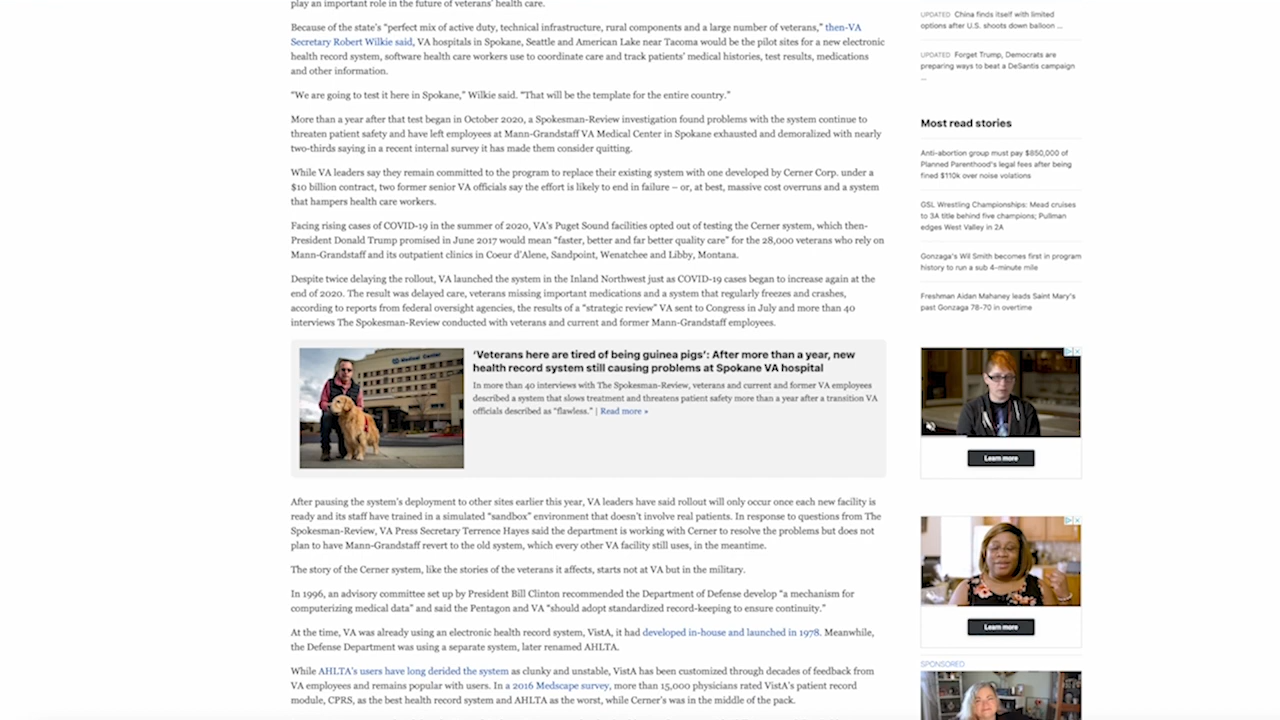 play an important role in the future of veterans' health care.
Because of the state's “perfect mix of active duty, technical infrastructure, rural components and a large number of veterans,” then-VA
Secretary Robert Wilkie said, VA hospitals in Spokane, Seattle and American Lake near Tacoma would be the pilot sites for a new electronic
health record system, software health care workers use to coordinate care and track patients' medical histories, test results, medications
and other information.
“We are going to test it here in Spokane,” Wilkie said. “That will be the template for the entire country.”
More than a year after that test began in October 2020, a Spokesman-Review investigation found problems with the system continue to
threaten patient safety and have left employees at Mann-Grandstaff VA Medical Center in Spokane exhausted and demoralized with nearly
two-thirds saying in a recent internal survey it has made them consider quitting.
While VA leaders say they remain committed to the program to replace their existing system with one developed by Cerner Corp. under a
$10 billion contract, two former senior VA officials say the effort is likely to end in failure – or, at best, massive cost overruns and a system
that hampers health care workers.
Facing rising cases of COVID-19 in the summer of 2020, VA's Puget Sound facilities opted out of testing the Cerner system, which then-
President Donald Trump promised in June 2017 would mean “faster, better and far better quality care” for the 28,000 veterans who rely on
Mann-Grandstaff and its outpatient clinics in Coeur d'Alene, Sandpoint, Wenatchee and Libby, Montana.
Despite twice delaying the rollout, VA launched the system in the Inland Northwest just as COVID-19 cases began to increase again at the
end of 2020. The result was delayed care, veterans missing important medications and a system that regularly freezes and crashes,
according to reports from federal oversight agencies, the results of a “strategic review” VA sent to Congress in July and more than 40
interviews The Spokesman-Review conducted with veterans and current and former Mann-Grandstaff employees.
Medical Center
‘Veterans here are tired of being guinea pigs’: After more than a year, new
health record system still causing problems at Spokane VA hospital
In more than 40 interviews with The Spokesman-Review, veterans and current and former VA employees
described a system that slows treatment and threatens patient safety more than a year after a transition VA
officials described as “flawless.” | Read more »
After pausing the system's deployment to other sites earlier this year, VA leaders have said rollout will only occur once each new facility is
ready and its staff have trained in a simulated “sandbox” environment that doesn't involve real patients. In response to questions from The
Spokesman-Review, VA Press Secretary Terrence Hayes said the department is working with Cerner to resolve the problems but does not
plan to have Mann-Grandstaff revert to the old system, which every other VA facility still uses, in the meantime.
The story of the Cerner system, like the stories of the veterans it affects, starts not at VA but in the military.
In 1996, an advisory committee set up by President Bill Clinton recommended the Department of Defense develop “a mechanism for
computerizing medical data” and said the Pentagon and VA “should adopt standardized record-keeping to ensure continuity.”
At the time, VA was already using an electronic health record system, VistA, it had developed in-house and launched in 1978. Meanwhile,
the Defense Department was using a separate system, later renamed AHLTA.
While AHLTA's users have long derided the system as clunky and unstable, VistA has been customized through decades of feedback from
VA employees and remains popular with users. In a 2016 Medscape survey, more than 15,000 physicians rated VistA's patient record
module, CPRS, as the best health record system and AHLTA as the worst, while Cerner's was in the middle of the pack.
UPDATED China finds itself with limited
options after U.S. shoots down balloon ...
UPDATED Forget Trump, Democrats are
preparing ways to beat a DeSantis campaign
...
Most read stories
Anti-abortion group must pay $850,000 of
Planned Parenthood's legal fees after being
fined $110k over noise volations
GSL Wrestling Championships: Mead cruises
to 3A title behind five champions; Pullman
edges West Valley in 2A
Gonzaga's Wil Smith becomes first in program
history to run a sub 4-minute mile
Freshman Aidan Mahaney leads Saint Mary's
past Gonzaga 78-70 in overtime
Learn more
Learn more
SPONSORED